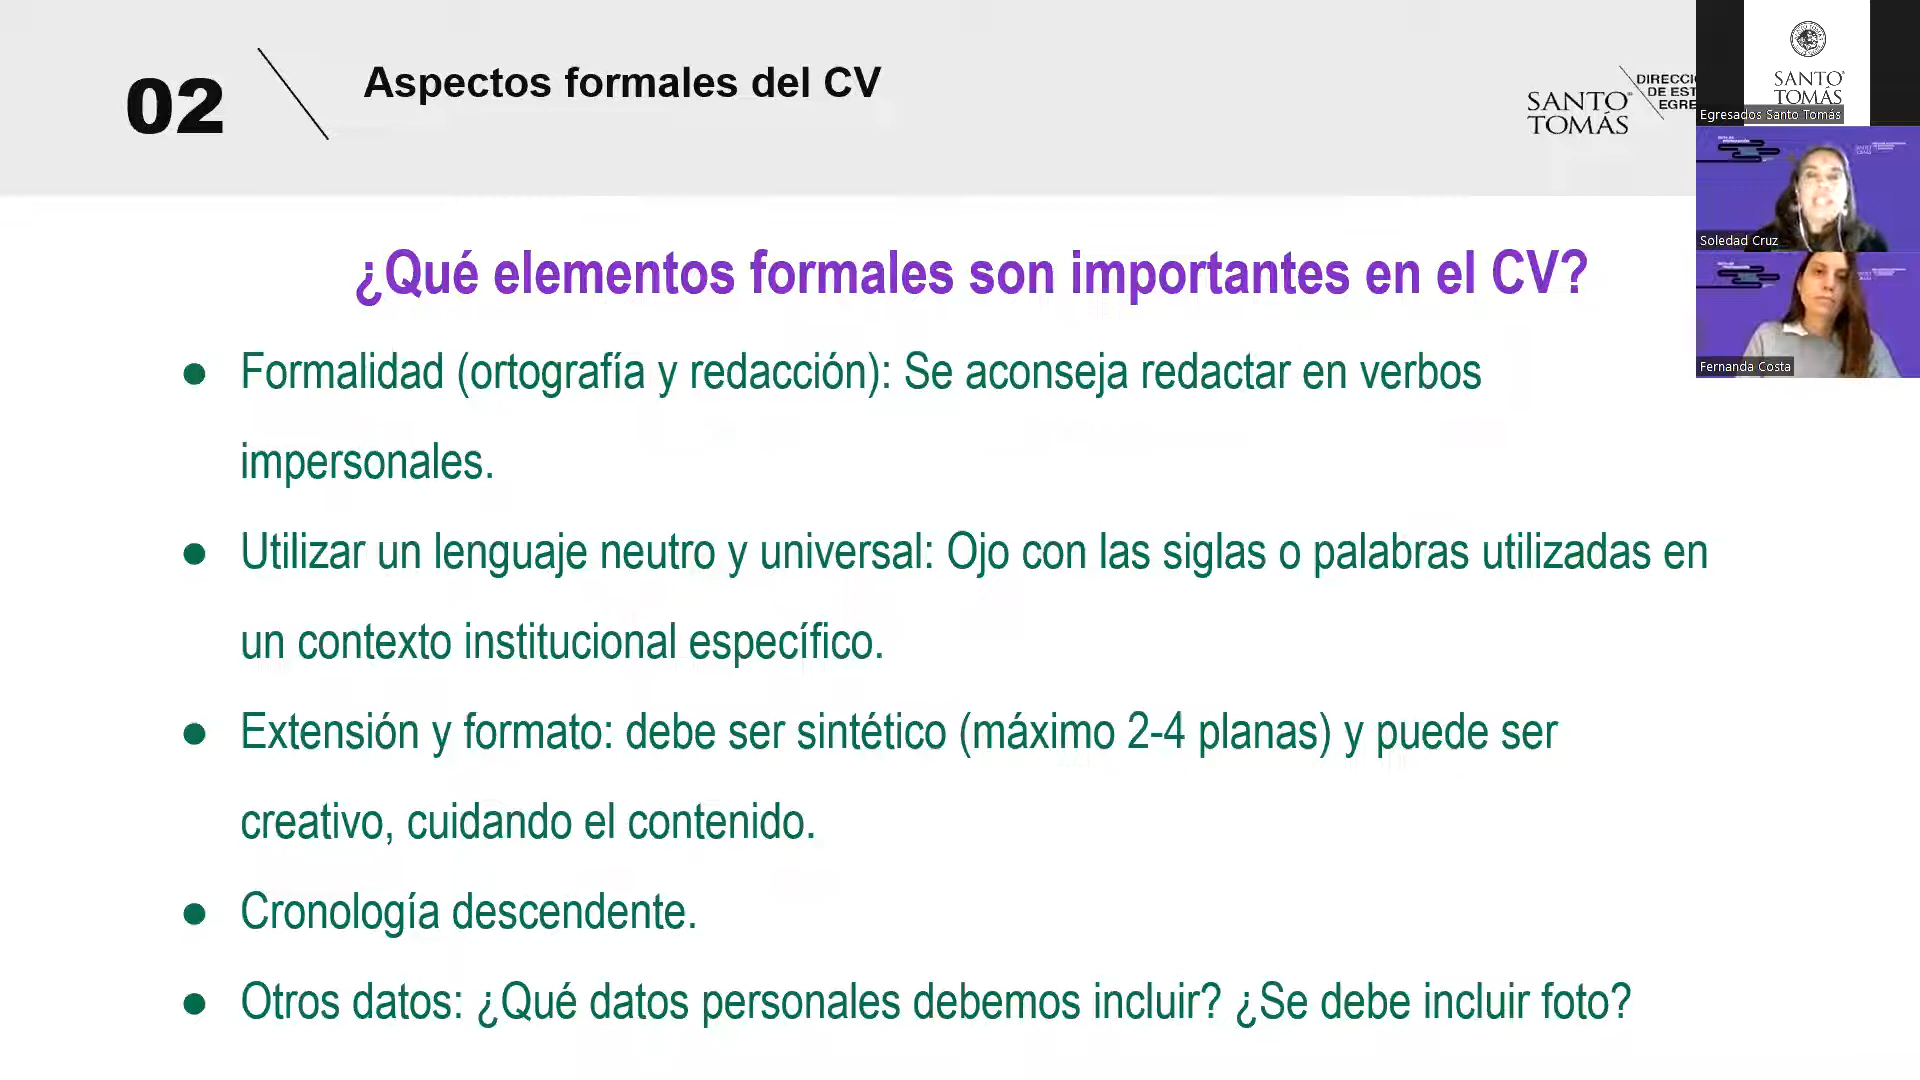 02
Aspectos formales del CV
SANTO
TOMÁS
DE
SANTO
TOMÁS
Egresados Santo Tomás
Soledad Cruz
Fernanda Costa
¿Qué elementos formales son importantes en el CV?
● Formalidad (ortografía y redacción): Se aconseja redactar en verbos
impersonales.
● Utilizar un lenguaje neutro y universal: Ojo con las siglas o palabras utilizadas en
un contexto institucional específico.
● Extensión y formato: debe ser sintético (máximo 2-4 planas) y puede ser
creativo, cuidando el contenido.
● Cronología descendente.
● Otros datos: ¿Qué datos personales debemos incluir? ¿Se debe incluir foto?